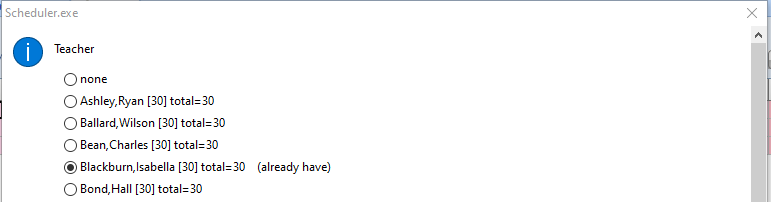 Scheduler.exe
Teacher
none
Ashley,Ryan [30] total=30
Ballard,Wilson [30] total=30
Bean,Charles [30] total=30
Blackburn,Isabella [30] total=30 (already have)
Bond,Hall [30] total=30